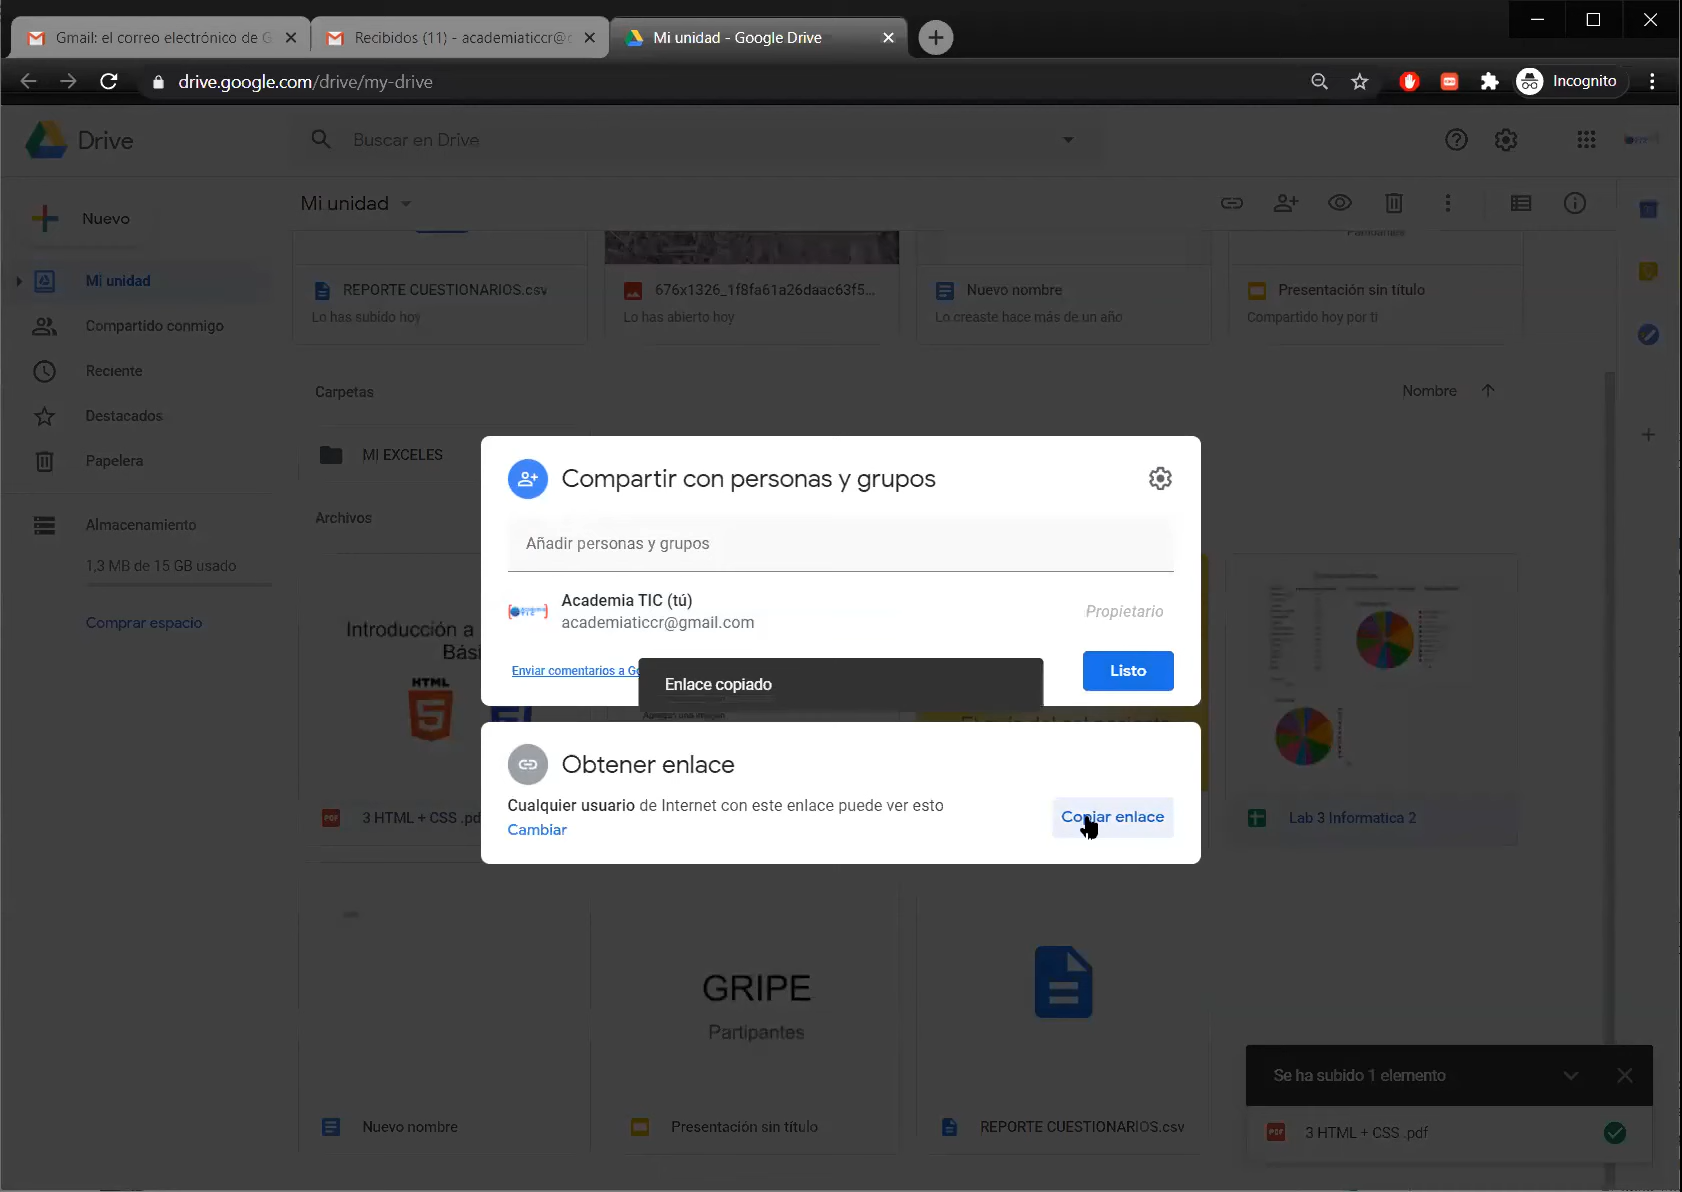 Gmail: el correo electrónico de G
Recibidos (11) - academiaticcr@
Mi unidad - Google Drive
drive.google.com/drive/my-drive
Incognito
Drive
Buscar en Drive
Nuevo
Mi unidad
Mi unidad
REPORTE CUESTIONARIOS.csv
Lo has subido hoy
676x1326_1f8fa61a26daac63f5...
Lo has abierto hoy
Nuevo nombre
Lo creaste hace más de un año
Presentación sin título
Compartido hoy por ti
Compartido conmigo
Reciente
Destacados
Papelera
Almacenamiento
1,3 MB de 15 GB usado
Comprar espacio
Carpetas
Nombre
MI EXCELES
Archivos
Compartir con personas y grupos
Añadir personas y grupos
Academia TIC (tú)
academiaticcr@gmail.com
Propietario
Enviar comentarios a Go
Listo
Enlace copiado
Introducción a
Bási
HTML
5
Obtener enlace
Cualquier usuario de Internet con este enlace puede ver esto
Cambiar
Copiar enlace
PDF
3 HTML + CSS .pd
Lab 3 Informatica 2
GRIPE
Partipantes
Nuevo nombre
Presentación sin título
REPORTE CUESTIONARIOS.csv
Se ha subido 1 elemento
PDF
3 HTML + CSS .pdf